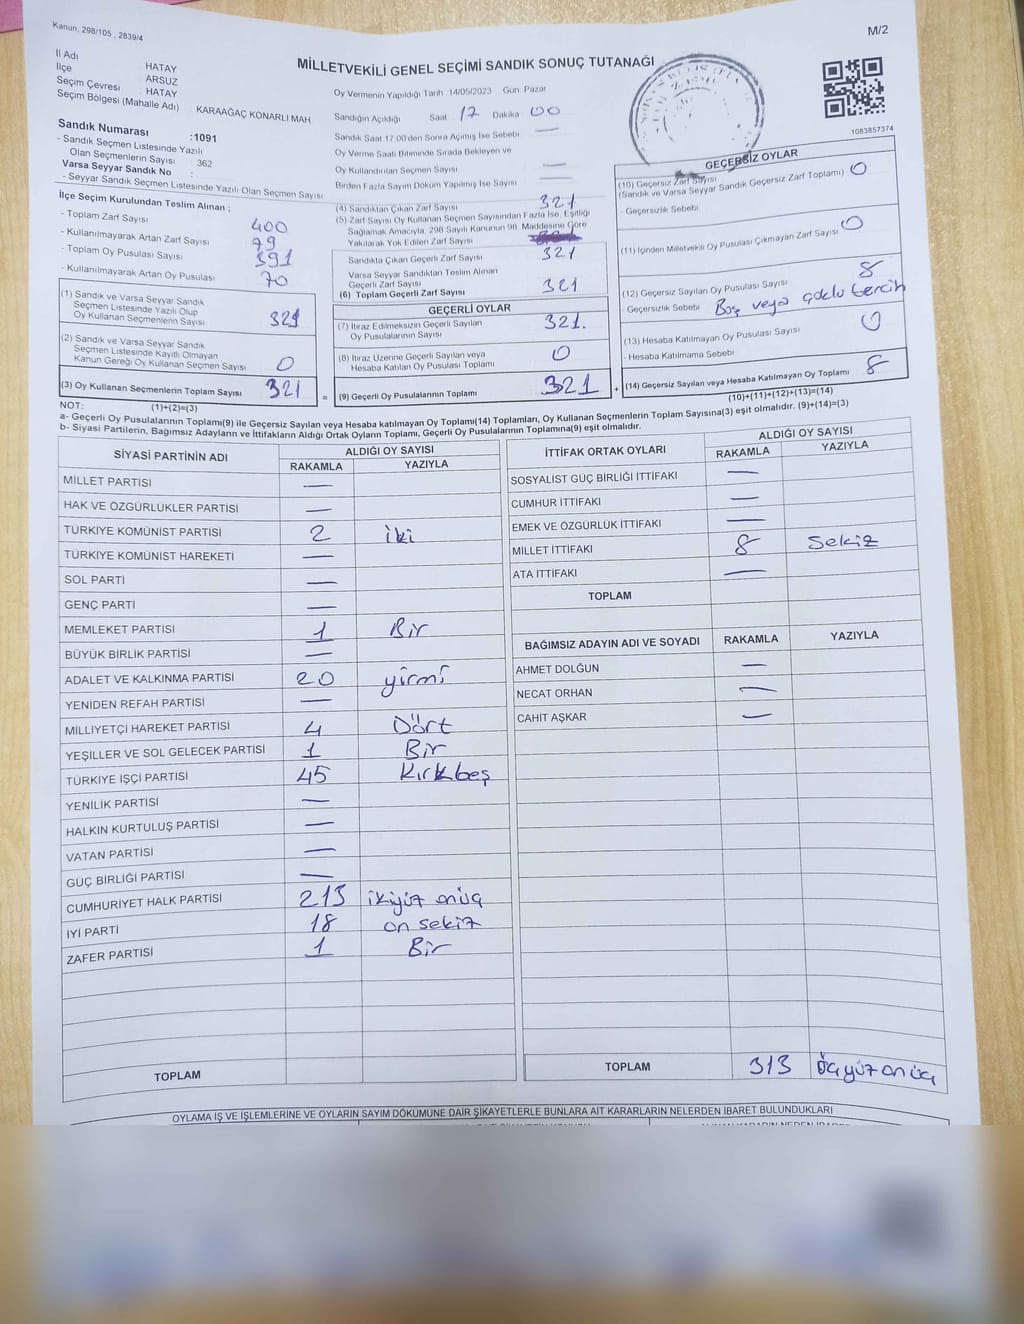 Kanun, 298/105 , 2839/4
M/2
İl Adı HATAY
İlçe ARSUZ
Seçim Çevresi HATAY
Seçim Bölgesi (Mahalle Adı) KARAAĞAÇ KONARLI MAH
MİLLETVEKİLİ GENEL SEÇİMİ SANDIK SONUÇ TUTANAĞI
Oy Vermenin Yapıldığı Tarih: 14/05/2023 Gün: Pazar
Sandığın Açıldığı Saat 17 Dakika 00
Sandık Saat 17.00'den Sonra Açılmış İse Sebebi —
Oy Verme Saati Bitiminde Sırada Bekleyen ve
Oy Kullandırılan Seçmen Sayısı —
Birden Fazla Sayım Döküm Yapılmış İse Sayısı —
1083857374
Sandık Numarası :1091
- Sandık Seçmen Listesinde Yazılı
Olan Seçmenlerin Sayısı : 362
Varsa Seyyar Sandık No :
- Seyyar Sandık Seçmen Listesinde Yazılı Olan Seçmen Sayısı
İlçe Seçim Kurulundan Teslim Alınan ;
- Toplam Zarf Sayısı 400
- Kullanılmayarak Artan Zarf Sayısı 79
- Toplam Oy Pusulası Sayısı 391
- Kullanılmayarak Artan Oy Pusulası 70
(1) Sandık ve Varsa Seyyar Sandık
Seçmen Listesinde Yazılı Olup
Oy Kullanan Seçmenlerin Sayısı 321
(2) Sandık ve Varsa Seyyar Sandık
Seçmen Listesinde Kayıtlı Olmayan
Kanun Gereği Oy Kullanan Seçmen Sayısı 0
(3) Oy Kullanan Seçmenlerin Toplam Sayısı 321
(1)+(2)=(3)
(4) Sandıktan Çıkan Zarf Sayısı 321
(5) Zarf Sayısı Oy Kullanan Seçmen Sayısından Fazla İse, Eşitliği
Sağlamak Amacıyla, 298 Sayılı Kanunun 98. Maddesine Göre
Yakılarak Yok Edilen Zarf Sayısı
Sandıkta Çıkan Geçerli Zarf Sayısı 321
Varsa Seyyar Sandıktan Teslim Alınan
Geçerli Zarf Sayısı
(6) Toplam Geçerli Zarf Sayısı 321
GEÇERLİ OYLAR
(7) İtiraz Edilmeksizin Geçerli Sayılan
Oy Pusulalarının Sayısı 321.
(8) İtiraz Üzerine Geçerli Sayılan veya
Hesaba Katılan Oy Pusulası Toplamı 0
= (9) Geçerli Oy Pusulalarının Toplamı 321 +
GEÇERSİZ OYLAR
(10) Geçersiz Zarf Sayısı
(Sandık ve Varsa Seyyar Sandık Geçersiz Zarf Toplamı) 0
- Geçersizlik Sebebi
(11) İçinden Milletvekili Oy Pusulası Çıkmayan Zarf Sayısı 0
(12) Geçersiz Sayılan Oy Pusulası Sayısı 8
- Geçersizlik Sebebi Boş veya çoklu tercih
(13) Hesaba Katılmayan Oy Pusulası Sayısı 0
- Hesaba Katılmama Sebebi
(14) Geçersiz Sayılan veya Hesaba Katılmayan Oy Toplamı 8
(10)+(11)+(12)+(13)=(14)
NOT:
a- Geçerli Oy Pusulalarının Toplamı(9) ile Geçersiz Sayılan veya Hesaba katılmayan Oy Toplamı(14) Toplamları, Oy Kullanan Seçmenlerin Toplam Sayısına(3) eşit olmalıdır. (9)+(14)=(3)
b- Siyasi Partilerin, Bağımsız Adayların ve İttifakların Aldığı Ortak Oyların Toplamı, Geçerli Oy Pusulalarının Toplamına(9) eşit olmalıdır.
SİYASİ PARTİNİN ADI ALDIĞI OY SAYISI
RAKAMLA YAZIYLA
MİLLET PARTİSİ —
HAK VE ÖZGÜRLÜKLER PARTİSİ —
TÜRKİYE KOMÜNİST PARTİSİ 2 iki
TÜRKİYE KOMÜNİST HAREKETİ —
SOL PARTİ —
GENÇ PARTİ —
MEMLEKET PARTİSİ 1 Bir
BÜYÜK BİRLİK PARTİSİ —
ADALET VE KALKINMA PARTİSİ 20 yirmi
YENİDEN REFAH PARTİSİ —
MİLLİYETÇİ HAREKET PARTİSİ 4 Dört
YEŞİLLER VE SOL GELECEK PARTİSİ 1 Bir
TÜRKİYE İŞÇİ PARTİSİ 45 Kırkbeş
YENİLİK PARTİSİ —
HALKIN KURTULUŞ PARTİSİ —
VATAN PARTİSİ —
GÜÇ BİRLİĞİ PARTİSİ —
CUMHURİYET HALK PARTİSİ 213 ikiyüz onüç
İYİ PARTİ 18 on sekiz
ZAFER PARTİSİ 1 Bir
TOPLAM
İTTİFAK ORTAK OYLARI ALDIĞI OY SAYISI
RAKAMLA YAZIYLA
SOSYALİST GÜÇ BİRLİĞİ İTTİFAKI —
CUMHUR İTTİFAKI —
EMEK VE ÖZGÜRLÜK İTTİFAKI —
MİLLET İTTİFAKI 8 sekiz
ATA İTTİFAKI —
TOPLAM
BAĞIMSIZ ADAYIN ADI VE SOYADI RAKAMLA YAZIYLA
AHMET DOLĞUN —
NECAT ORHAN —
CAHİT AŞKAR —
TOPLAM 313 üçyüz on üç
OYLAMA İŞ VE İŞLEMLERİNE VE OYLARIN SAYIM DÖKÜMÜNE DAİR ŞİKAYETLERLE BUNLARA AİT KARARLARIN NELERDEN İBARET BULUNDUKLARI